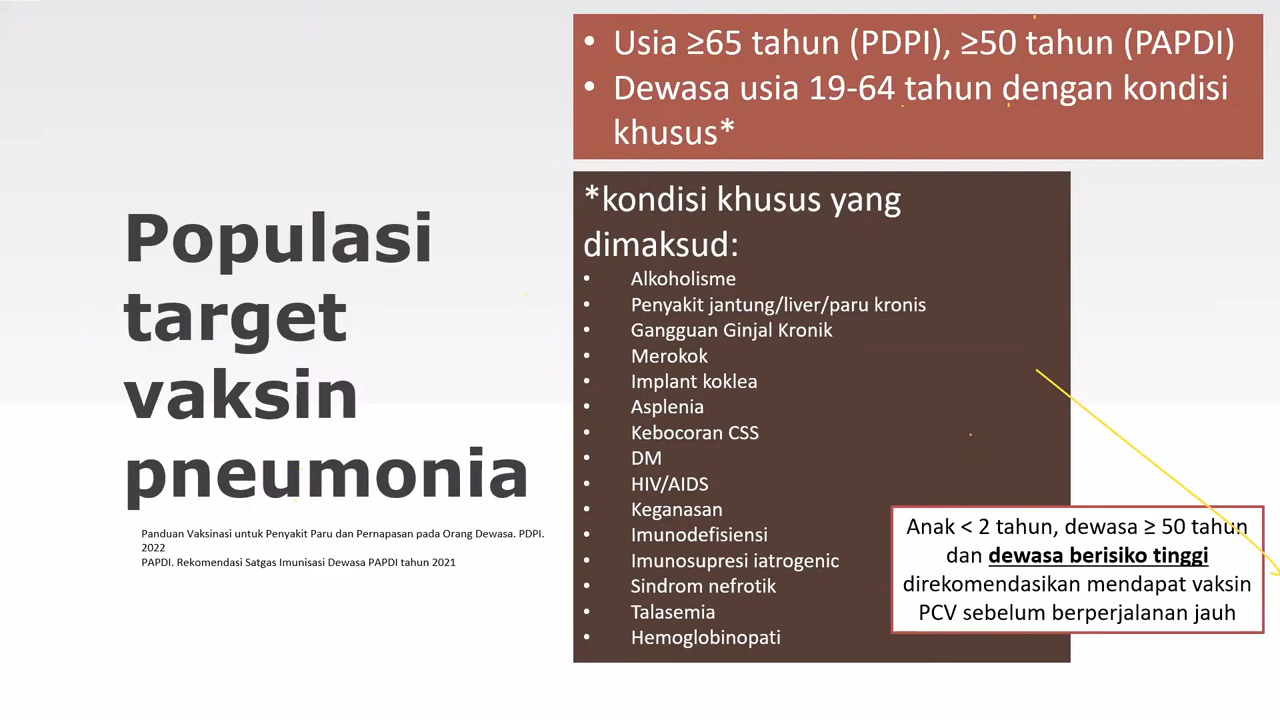 Populasi
target
vaksin
pneumonia
Panduan Vaksinasi untuk Penyakit Paru dan Pernapasan pada Orang Dewasa. PDPI.
2022
PAPDI. Rekomendasi Satgas Imunisasi Dewasa PAPDI tahun 2021
• Usia ≥65 tahun (PDPI), ≥50 tahun (PAPDI)
• Dewasa usia 19-64 tahun dengan kondisi
khusus*
*kondisi khusus yang
dimaksud:
• Alkoholisme
• Penyakit jantung/liver/paru kronis
• Gangguan Ginjal Kronik
• Merokok
• Implant koklea
• Asplenia
• Kebocoran CSS
• DM
• HIV/AIDS
• Keganasan
• Imunodefisiensi
• Imunosupresi iatrogenic
• Sindrom nefrotik
• Talasemia
• Hemoglobinopati
Anak < 2 tahun, dewasa ≥ 50 tahun
dan dewasa berisiko tinggi
direkomendasikan mendapat vaksin
PCV sebelum berperjalanan jauh